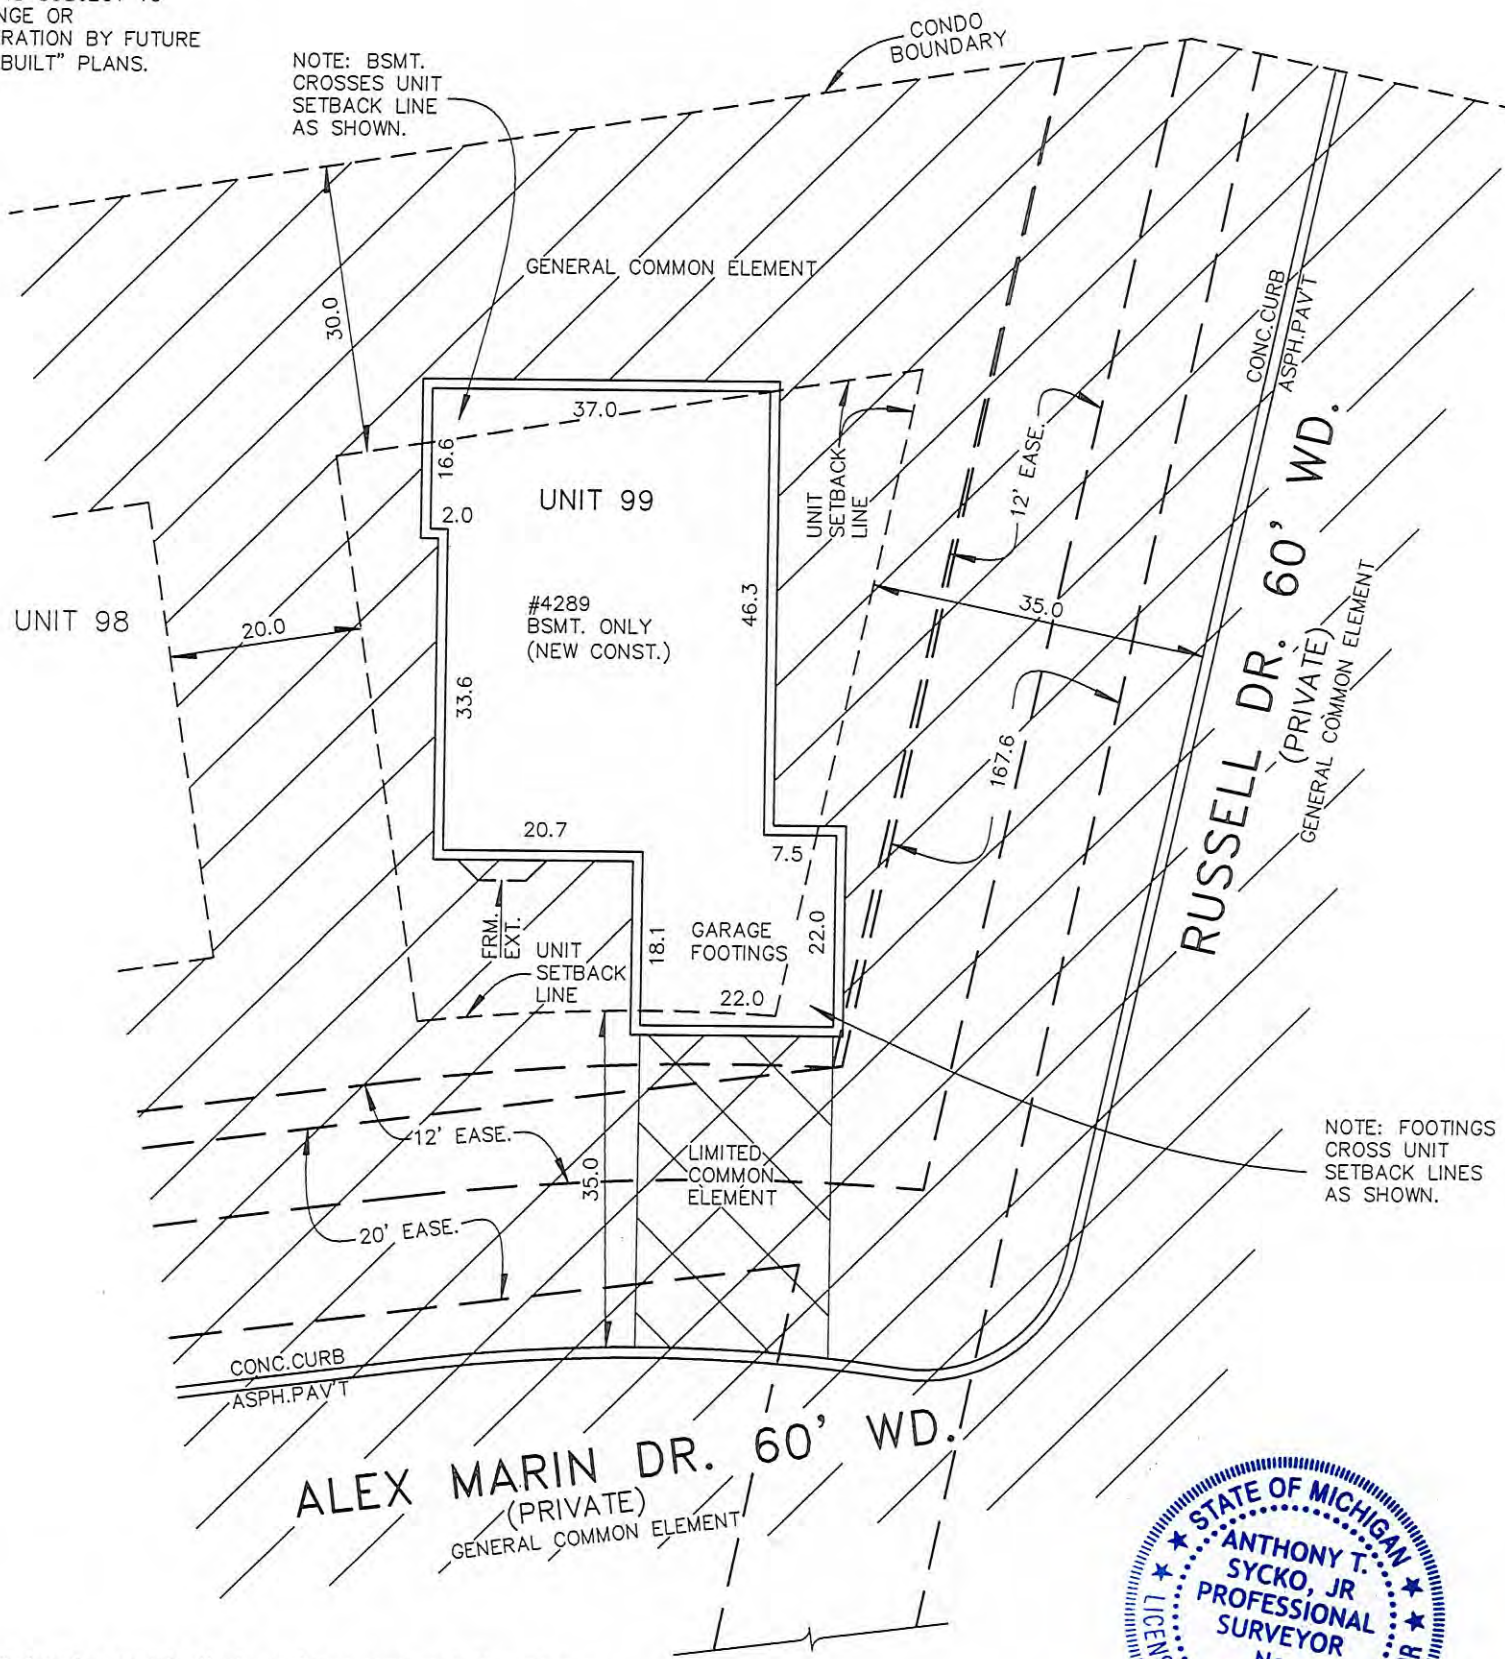 NGE OR
RATION BY FUTURE
BUILT" PLANS.
NOTE: BSMT.
CROSSES UNIT
SETBACK LINE
AS SHOWN.
CONDO
BOUNDARY
30.0
GENERAL COMMON ELEMENT
CONC.CURB
ASPH.PAV'T
37.0
16.6
2.0
UNIT 99
UNIT
SETBACK
LINE
12' EASE.
UNIT 98
20.0
#4289
BSMT. ONLY
(NEW CONST.)
46.3
35.0
33.6
167.6
RUSSELL DR. 60' WD.
(PRIVATE)
GENERAL COMMON ELEMENT
20.7
7.5
FRM.
EXT.
UNIT
SETBACK
LINE
18.1
GARAGE
FOOTINGS
22.0
22.0
12' EASE.
35.0
LIMITED
COMMON
ELEMENT
NOTE: FOOTINGS
CROSS UNIT
SETBACK LINES
AS SHOWN.
20' EASE.
CONC.CURB
ASPH.PAV'T
ALEX MARIN DR. 60' WD.
(PRIVATE)
GENERAL COMMON ELEMENT
STATE OF MICHIGAN
ANTHONY T.
SYCKO, JR
PROFESSIONAL
SURVEYOR
LICENS